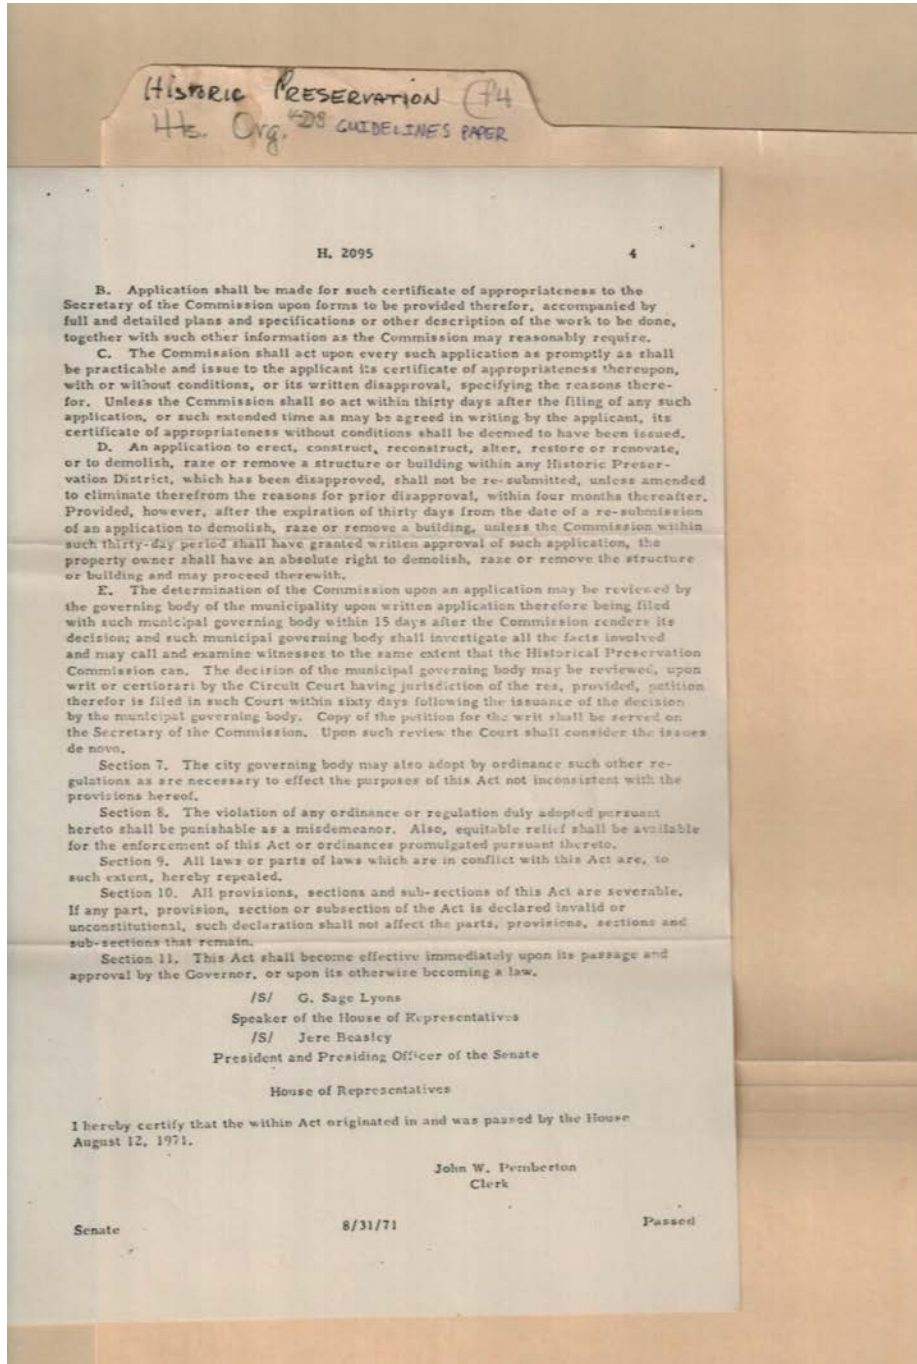 HISTORIC PRESERVATION P4
Hs. Org. GUIDELINES PAPER
H. 2095 4
B. Application shall be made for such certificate of appropriateness to the
Secretary of the Commission upon forms to be provided therefor, accompanied by
full and detailed plans and specifications or other description of the work to be done,
together with such other information as the Commission may reasonably require.
C. The Commission shall act upon every such application as promptly as shall
be practicable and issue to the applicant its certificate of appropriateness thereupon,
with or without conditions, or its written disapproval, specifying the reasons there-
for. Unless the Commission shall so act within thirty days after the filing of any such
application, or such extended time as may be agreed in writing by the applicant, its
certificate of appropriateness without conditions shall be deemed to have been issued.
D. An application to erect, construct, reconstruct, alter, restore or renovate,
or to demolish, raze or remove a structure or building within any Historic Preser-
vation District, which has been disapproved, shall not be re-submitted, unless amended
to eliminate therefrom the reasons for prior disapproval, within four months thereafter.
Provided, however, after the expiration of thirty days from the date of a re-submission
of an application to demolish, raze or remove a building, unless the Commission within
such thirty-day period shall have granted written approval of such application, the
property owner shall have an absolute right to demolish, raze or remove the structure
or building and may proceed therewith.
E. The determination of the Commission upon an application may be reviewed by
the governing body of the municipality upon written application therefore being filed
with such municipal governing body within 15 days after the Commission renders its
decision; and such municipal governing body shall investigate all the facts involved
and may call and examine witnesses to the same extent that the Historical Preservation
Commission can. The decision of the municipal governing body may be reviewed, upon
writ or certiorari by the Circuit Court having jurisdiction of the res, provided, petition
therefor is filed in such Court within sixty days following the issuance of the decision
by the municipal governing body. Copy of the petition for the writ shall be served on
the Secretary of the Commission. Upon such review the Court shall consider the issues
de novo.
Section 7. The city governing body may also adopt by ordinance such other re-
gulations as are necessary to effect the purposes of this Act not inconsistent with the
provisions hereof.
Section 8. The violation of any ordinance or regulation duly adopted pursuant
hereto shall be punishable as a misdemeanor. Also, equitable relief shall be available
for the enforcement of this Act or ordinances promulgated pursuant thereto.
Section 9. All laws or parts of laws which are in conflict with this Act are, to
such extent, hereby repealed.
Section 10. All provisions, sections and sub-sections of this Act are severable.
If any part, provision, section or subsection of the Act is declared invalid or
unconstitutional, such declaration shall not affect the parts, provisions, sections and
sub-sections that remain.
Section 11. This Act shall become effective immediately upon its passage and
approval by the Governor, or upon its otherwise becoming a law.
/S/ G. Sage Lyons
Speaker of the House of Representatives
/S/ Jere Beasley
President and Presiding Officer of the Senate
House of Representatives
I hereby certify that the within Act originated in and was passed by the House
August 12, 1971.
John W. Pemberton
Clerk
Senate 8/31/71 Passed